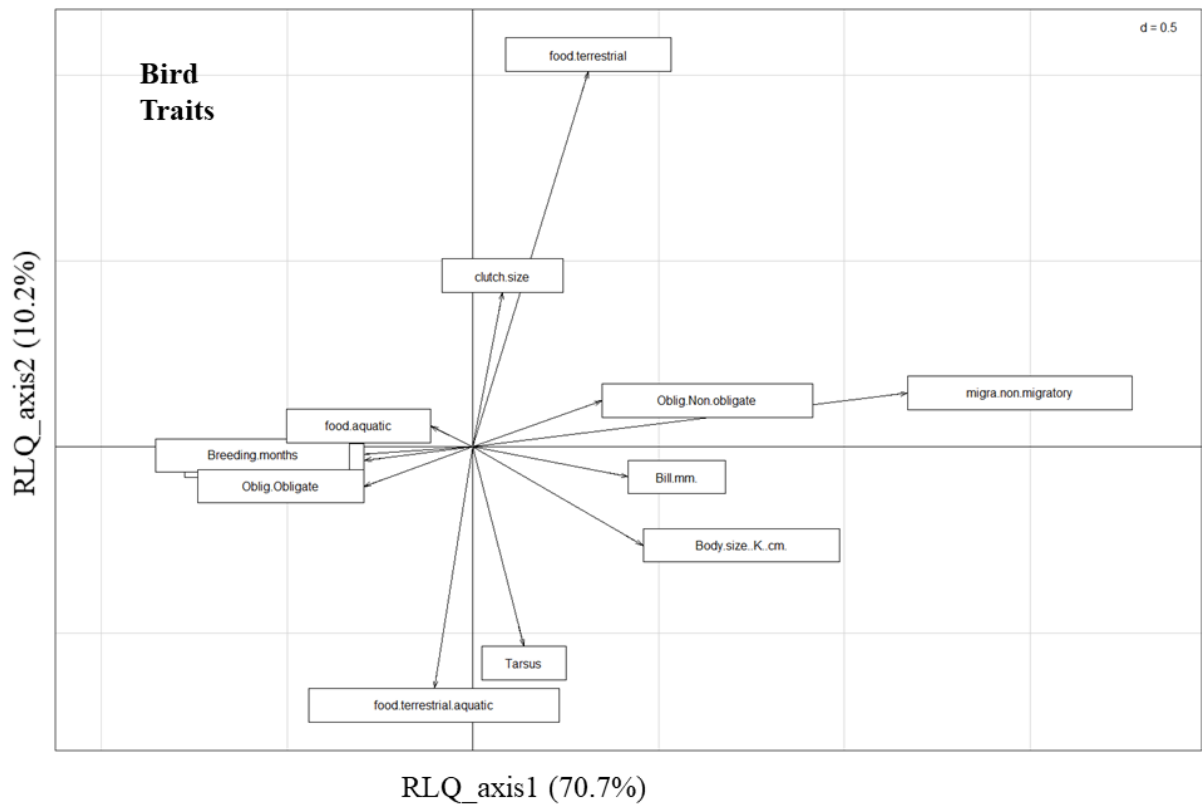 d = 0.5
Bird
Traits
food.terrestrial
clutch.size
migra.non.migratory
Oblig.Non.obligate
food.aquatic
Breeding.months
Oblig.Obligate
Bill.mm.
Body.size..K..cm.
Tarsus
food.terrestrial.aquatic
RLQ_axis2 (10.2%)
RLQ_axis1 (70.7%)